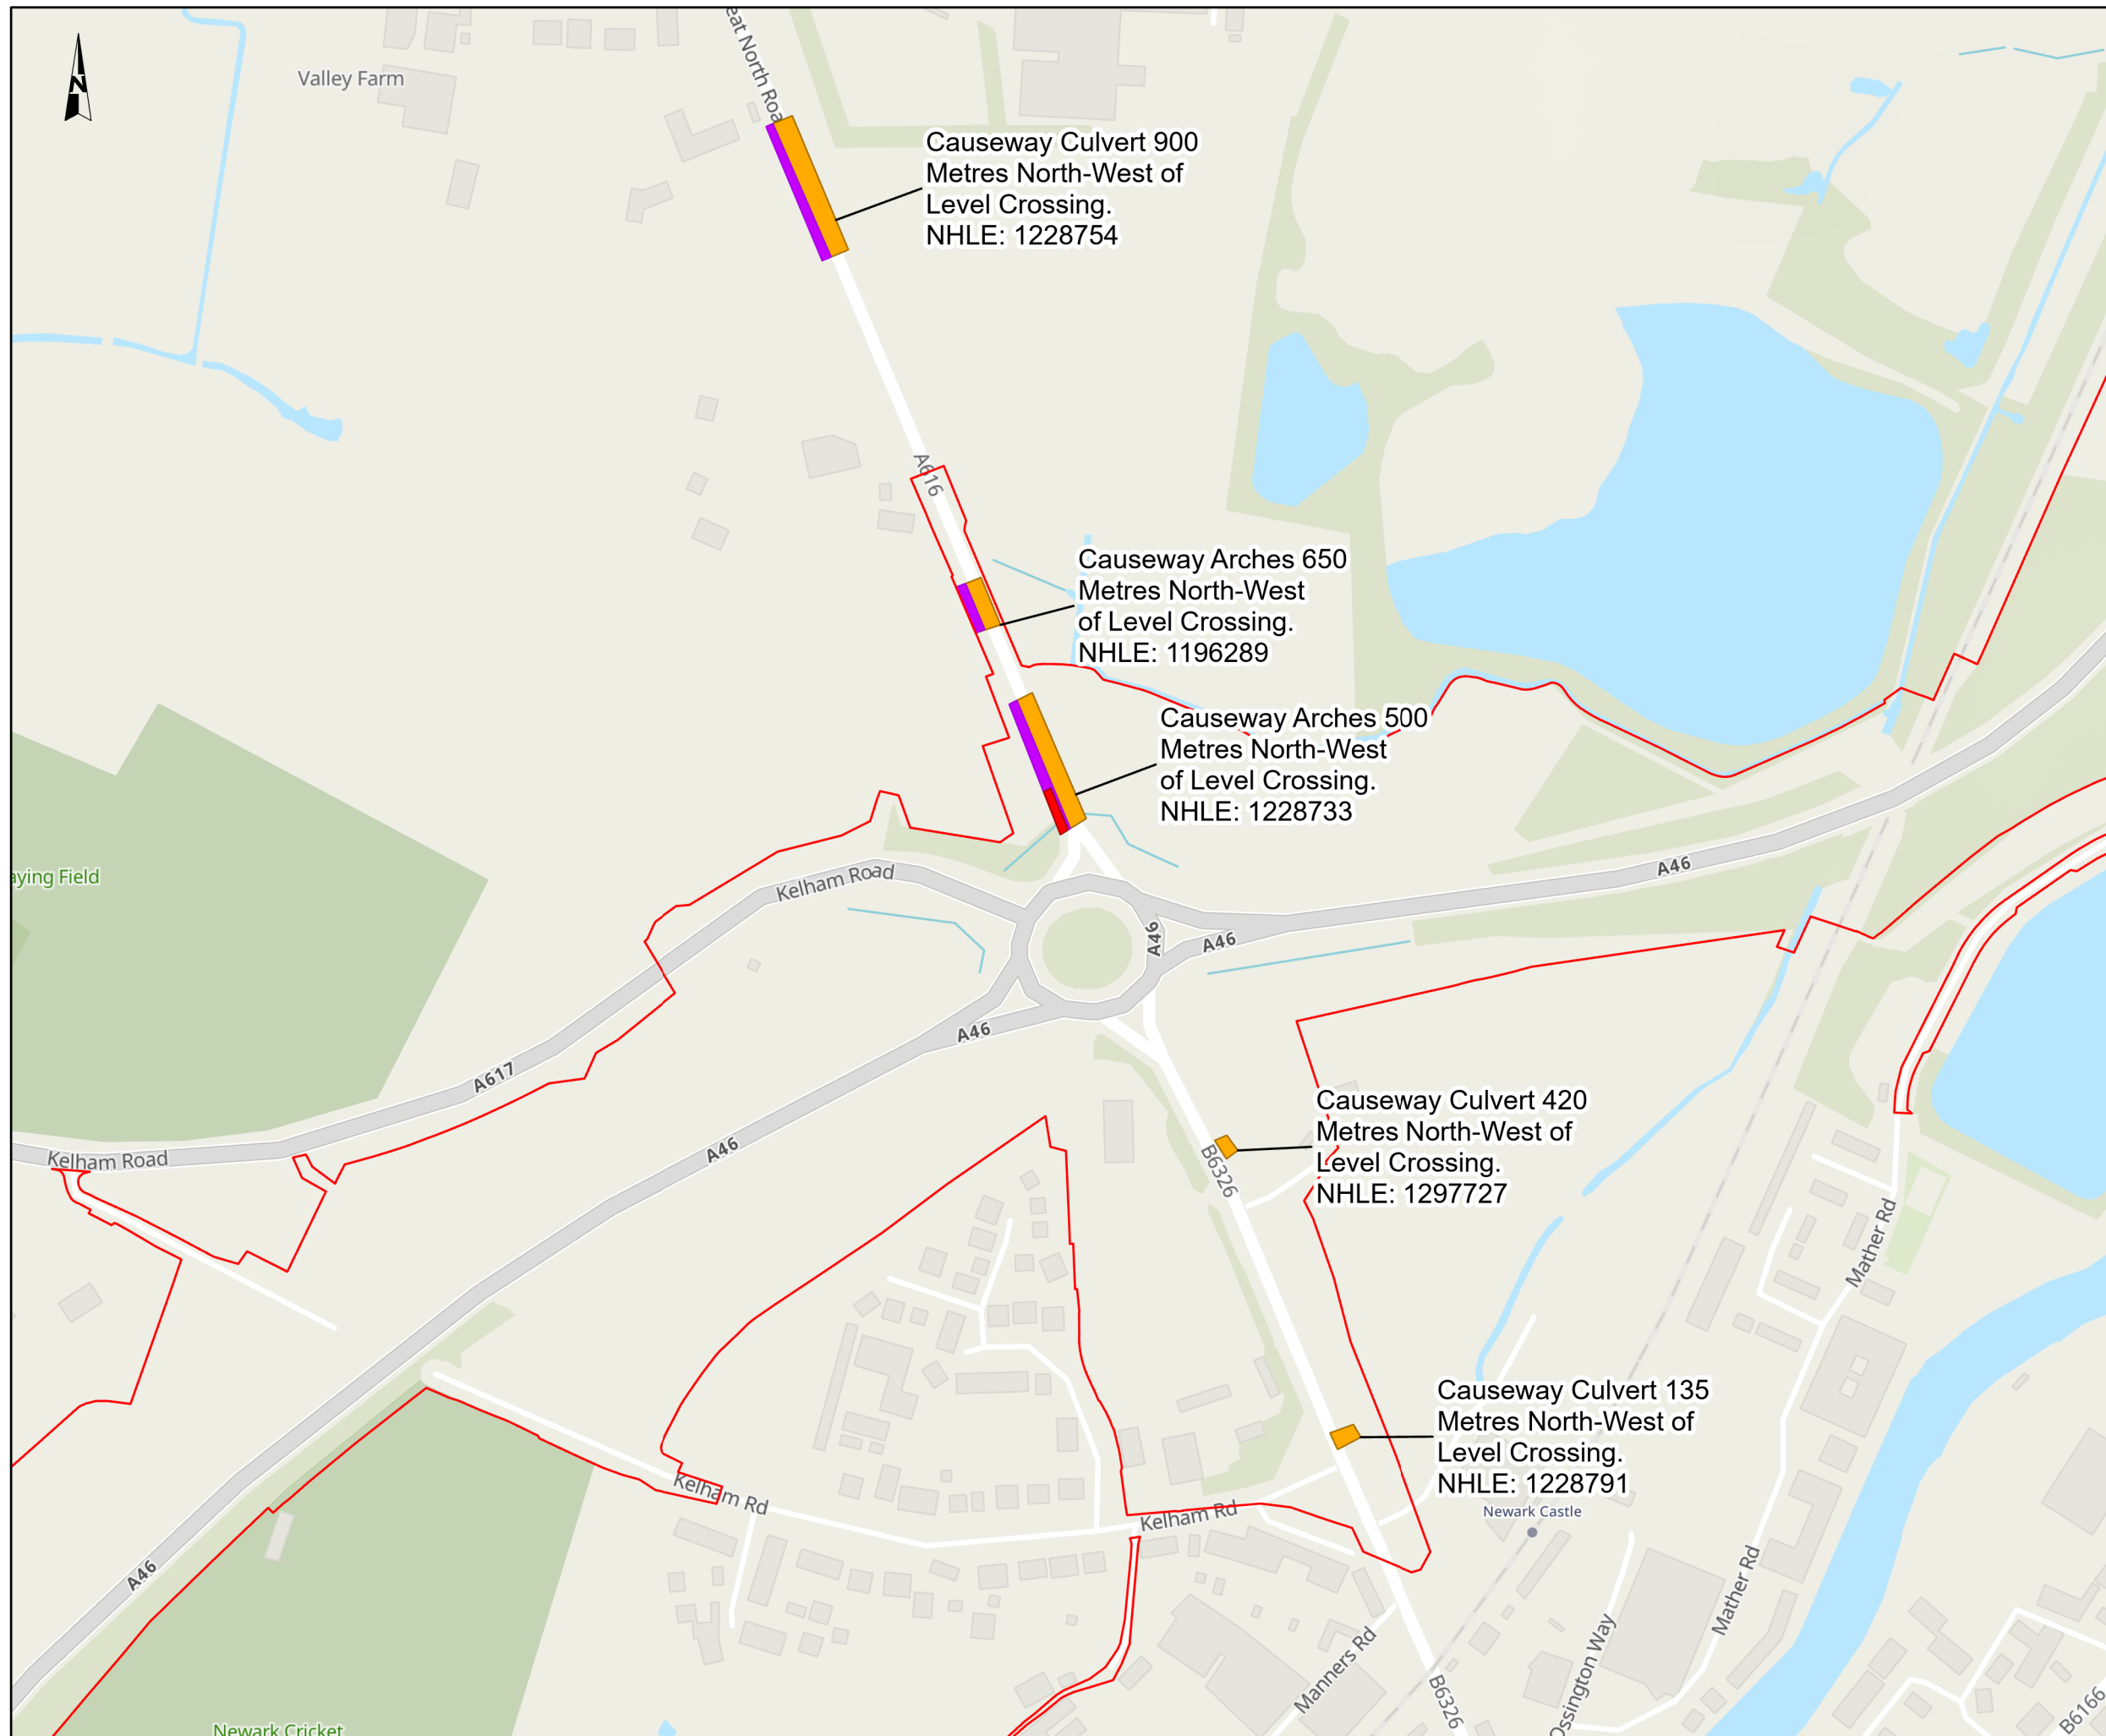 N
Valley Farm
eat North Roa
Causeway Culvert 900
Metres North-West of
Level Crossing.
NHLE: 1228754
A616
Causeway Arches 650
Metres North-West
of Level Crossing.
NHLE: 1196289
Causeway Arches 500
Metres North-West
of Level Crossing.
NHLE: 1228733
aying Field
Kelham Road
A46
A46
A46
A46
A617
Kelham Road
A46
Causeway Culvert 420
Metres North-West of
Level Crossing.
NHLE: 1297727
B6326
Mather Rd
Causeway Culvert 135
Metres North-West of
Level Crossing.
NHLE: 1228791
Newark Castle
Kelham Rd
Kelham Rd
A46
Mather Rd
Manners Rd
Ossington Way
B6326
B6166
Newark Cricket